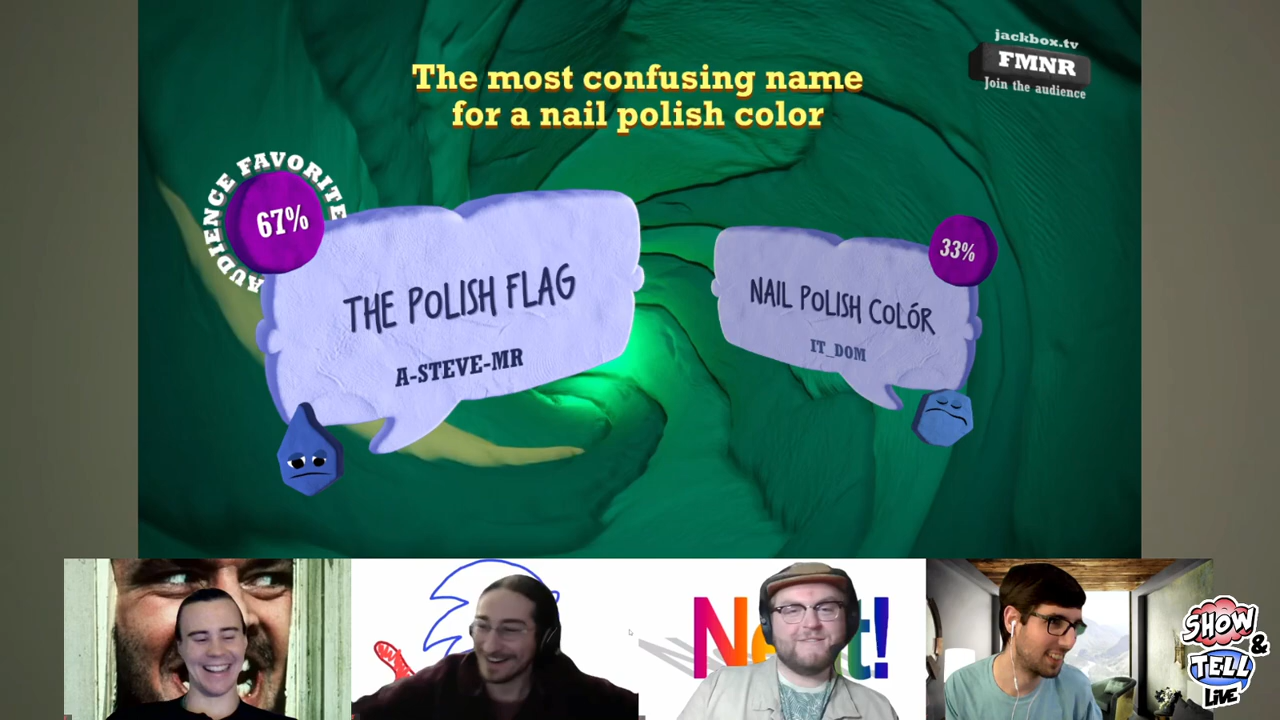 jackbox.tv
FMNR
Join the audience
The most confusing name
for a nail polish color
AUDIENCE FAVORITE
67%
THE POLISH FLAG
A-STEVE-MR
33%
NAIL POLISH COLÓR
IT_DOM
SHOW
&
TELL
LIVE